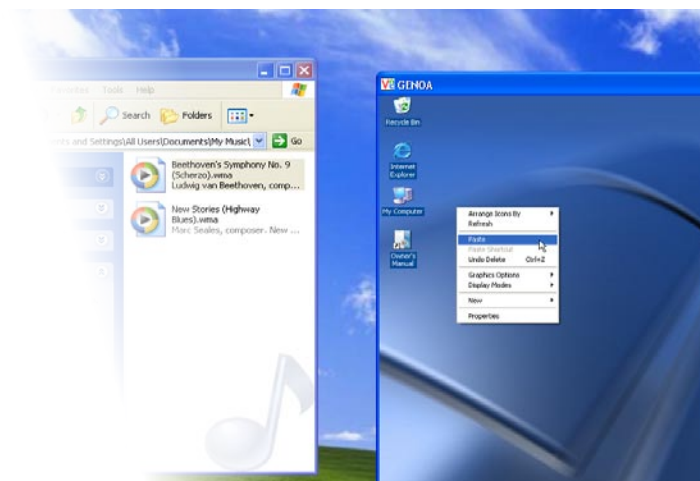 Favorites Tools Help
Search Folders
ents and Settings\All Users\Documents\My Music\ Go
Beethoven's Symphony No. 9
(Scherzo).wma
Ludwig van Beethoven, comp...
New Stories (Highway
Blues).wma
Marc Seales, composer. New ...
GENOA
Recycle Bin
Internet
Explorer
My Computer
Owner's
Manual
Arrange Icons By
Refresh
Paste
Paste Shortcut
Undo Delete Ctrl+Z
Graphics Options
Display Modes
New
Properties